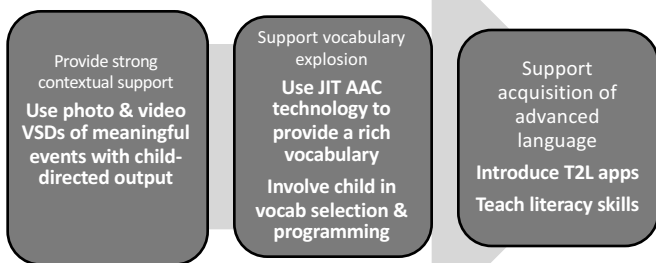 Provide strong
contextual support
Use photo & video
VSDs of meaningful
events with child-
directed output
Support vocabulary
explosion
Use JIT AAC
technology to
provide a rich
vocabulary
Involve child in
vocab selection &
programming
Support
acquisition of
advanced
language
Introduce T2L apps
Teach literacy skills